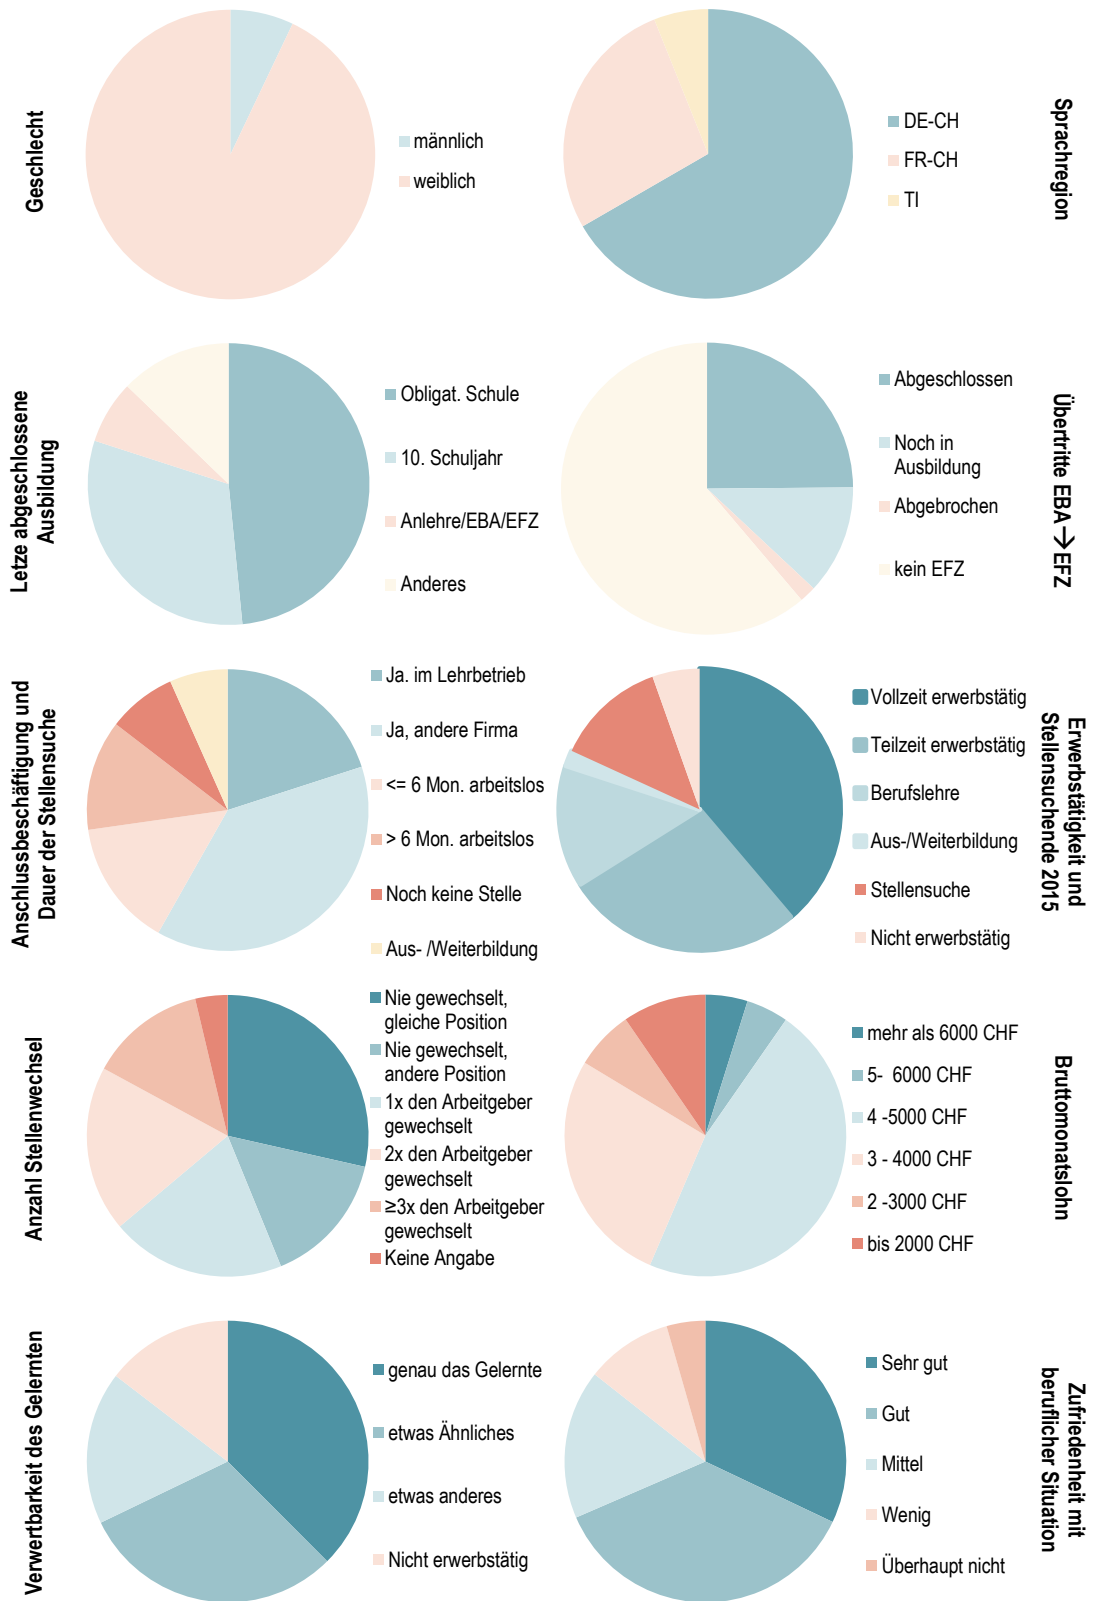 Geschlecht
männlich
weiblich
DE-CH
FR-CH
TI
Sprachregion
Letze abgeschlossene
Ausbildung
Obligat. Schule
10. Schuljahr
Anlehre/EBA/EFZ
Anderes
Abgeschlossen
Noch in
Ausbildung
Abgebrochen
kein EFZ
Übertritte EBA→EFZ
Anschlussbeschäftigung und
Dauer der Stellensuche
Ja. im Lehrbetrieb
Ja, andere Firma
<= 6 Mon. arbeitslos
> 6 Mon. arbeitslos
Noch keine Stelle
Aus- /Weiterbildung
Vollzeit erwerbstätig
Teilzeit erwerbstätig
Berufslehre
Aus-/Weiterbildung
Stellensuche
Nicht erwerbstätig
Erwerbstätigkeit und
Stellensuchende 2015
Anzahl Stellenwechsel
Nie gewechselt,
gleiche Position
Nie gewechselt,
andere Position
1x den Arbeitgeber
gewechselt
2x den Arbeitgeber
gewechselt
≥3x den Arbeitgeber
gewechselt
Keine Angabe
mehr als 6000 CHF
5- 6000 CHF
4 -5000 CHF
3 - 4000 CHF
2 -3000 CHF
bis 2000 CHF
Bruttomonatslohn
Verwertbarkeit des Gelernten
genau das Gelernte
etwas Ähnliches
etwas anderes
Nicht erwerbstätig
Sehr gut
Gut
Mittel
Wenig
Überhaupt nicht
Zufriedenheit mit
beruflicher Situation